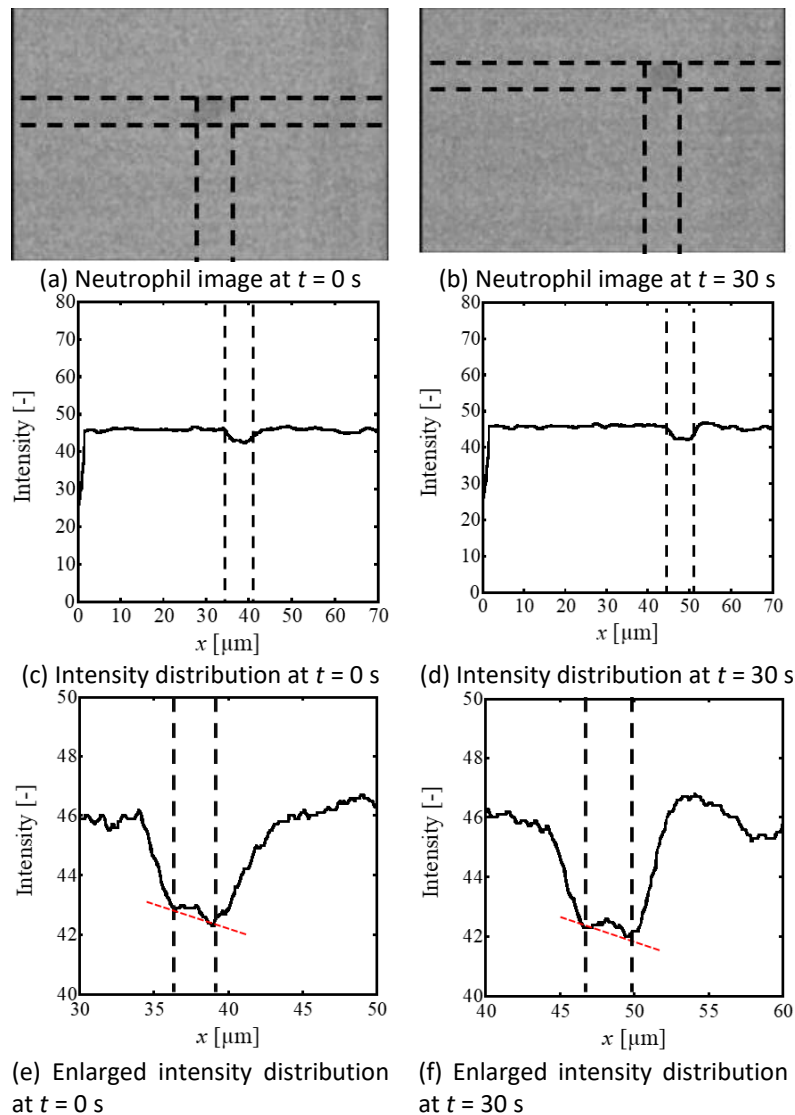 (a) Neutrophil image at t = 0 s
(b) Neutrophil image at t = 30 s
80
70
60
50
40
30
20
10
0
Intensity [-]
0 10 20 30 40 50 60 70
x [µm]
80
70
60
50
40
30
20
10
0
Intensity [-]
0 10 20 30 40 50 60 70
x [µm]
(c) Intensity distribution at t = 0 s
(d) Intensity distribution at t = 30 s
50
48
46
44
42
40
Intensity [-]
30 35 40 45 50
x [µm]
50
48
46
44
42
40
Intensity [-]
40 45 50 55 60
x [µm]
(e) Enlarged intensity distribution
at t = 0 s
(f) Enlarged intensity distribution
at t = 30 s